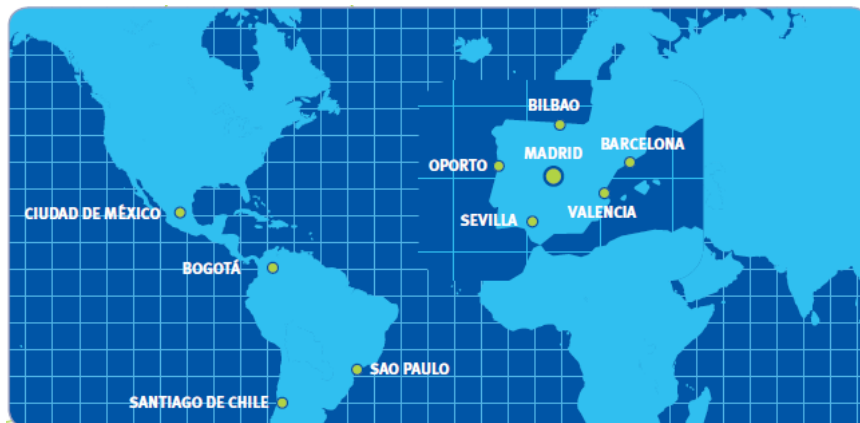 BILBAO
MADRID
BARCELONA
OPORTO
SEVILLA
VALENCIA
CIUDAD DE MÉXICO
BOGOTÁ
SAO PAULO
SANTIAGO DE CHILE